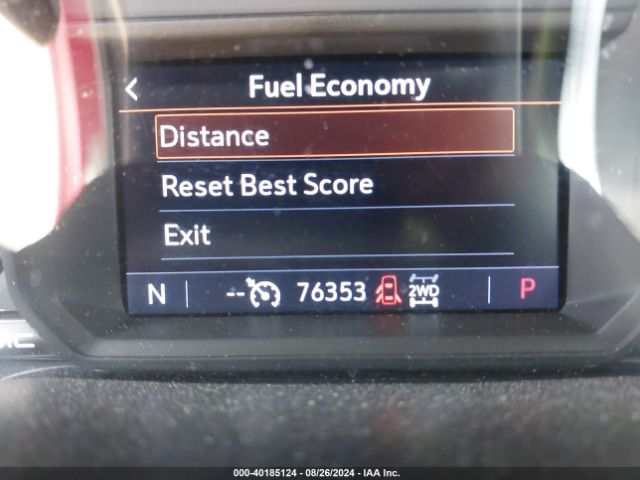 < Fuel Economy
Distance
Reset Best Score
Exit
N -- 76353 2WD P
000-40185124 - 08/26/2024 - IAA Inc.